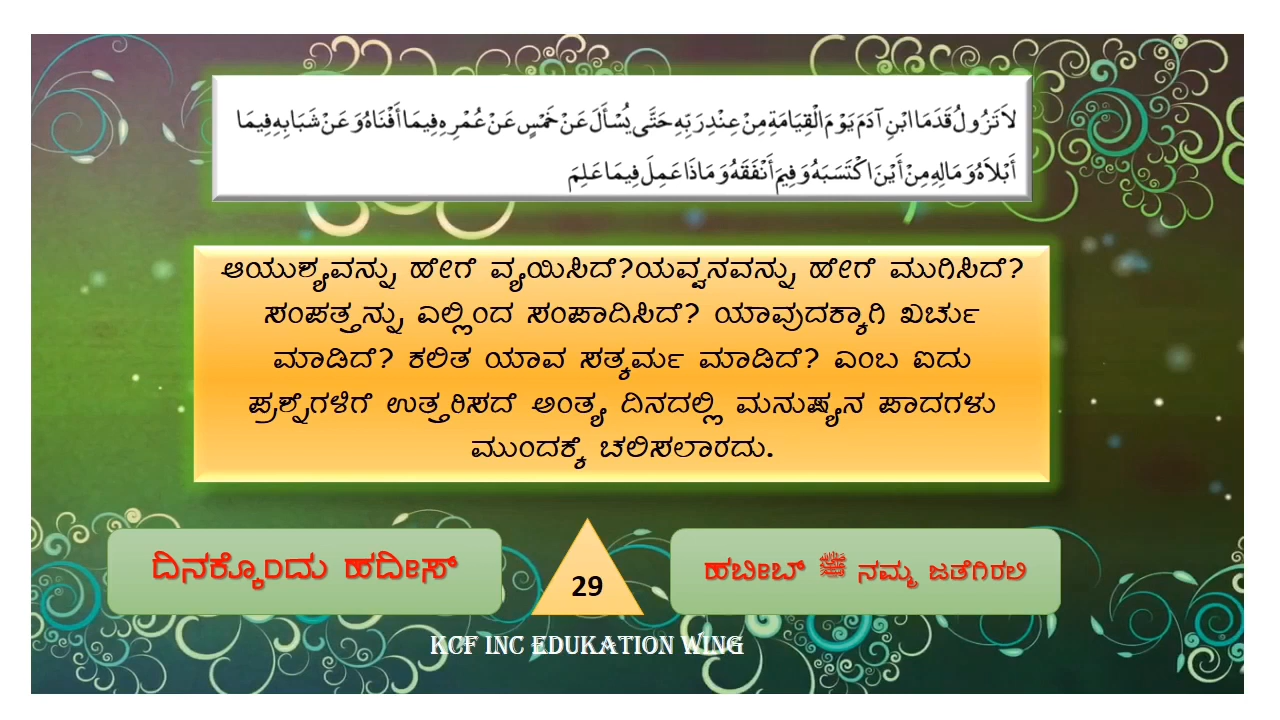 لاَ تَزُولُ قَدَمَا ابْنِ آدَمَ يَوْمَ الْقِيَامَةِ مِنْ عِنْدِ رَبِّهِ حَتَّى يُسْأَلَ عَنْ خَمْسٍ عَنْ عُمْرِهِ فِيمَا أَفْنَاهُ وَعَنْ شَبَابِهِ فِيمَا
أَبْلاَهُ وَمَالِهِ مِنْ أَيْنَ اكْتَسَبَهُ وَفِيمَ أَنْفَقَهُ وَمَاذَا عَمِلَ فِيمَا عَلِمَ
ಆಯುಶ್ಯವನ್ನು ಹೇಗೆ ವ್ಯಯಿಸಿದೆ?ಯವ್ವನವನ್ನು ಹೇಗೆ ಮುಗಿಸಿದೆ?
ಸಂಪತ್ತನ್ನು ಎಲ್ಲಿಂದ ಸಂಪಾದಿಸಿದೆ? ಯಾವುದಕ್ಕಾಗಿ ಖರ್ಚು
ಮಾಡಿದೆ? ಕಲಿತ ಯಾವ ಸತ್ಕರ್ಮ ಮಾಡಿದೆ? ಎಂಬ ಐದು
ಪ್ರಶ್ನೆಗಳಿಗೆ ಉತ್ತರಿಸದೆ ಅಂತ್ಯ ದಿನದಲ್ಲಿ ಮನುಷ್ಯನ ಪಾದಗಳು
ಮುಂದಕ್ಕೆ ಚಲಿಸಲಾರದು.
ದಿನಕ್ಕೊಂದು ಹದೀಸ್
29
ಹಬೀಬ್ ﷺ ನಮ್ಮ ಜತೆಗಿರಲಿ
KCF INC EDUKATION WING